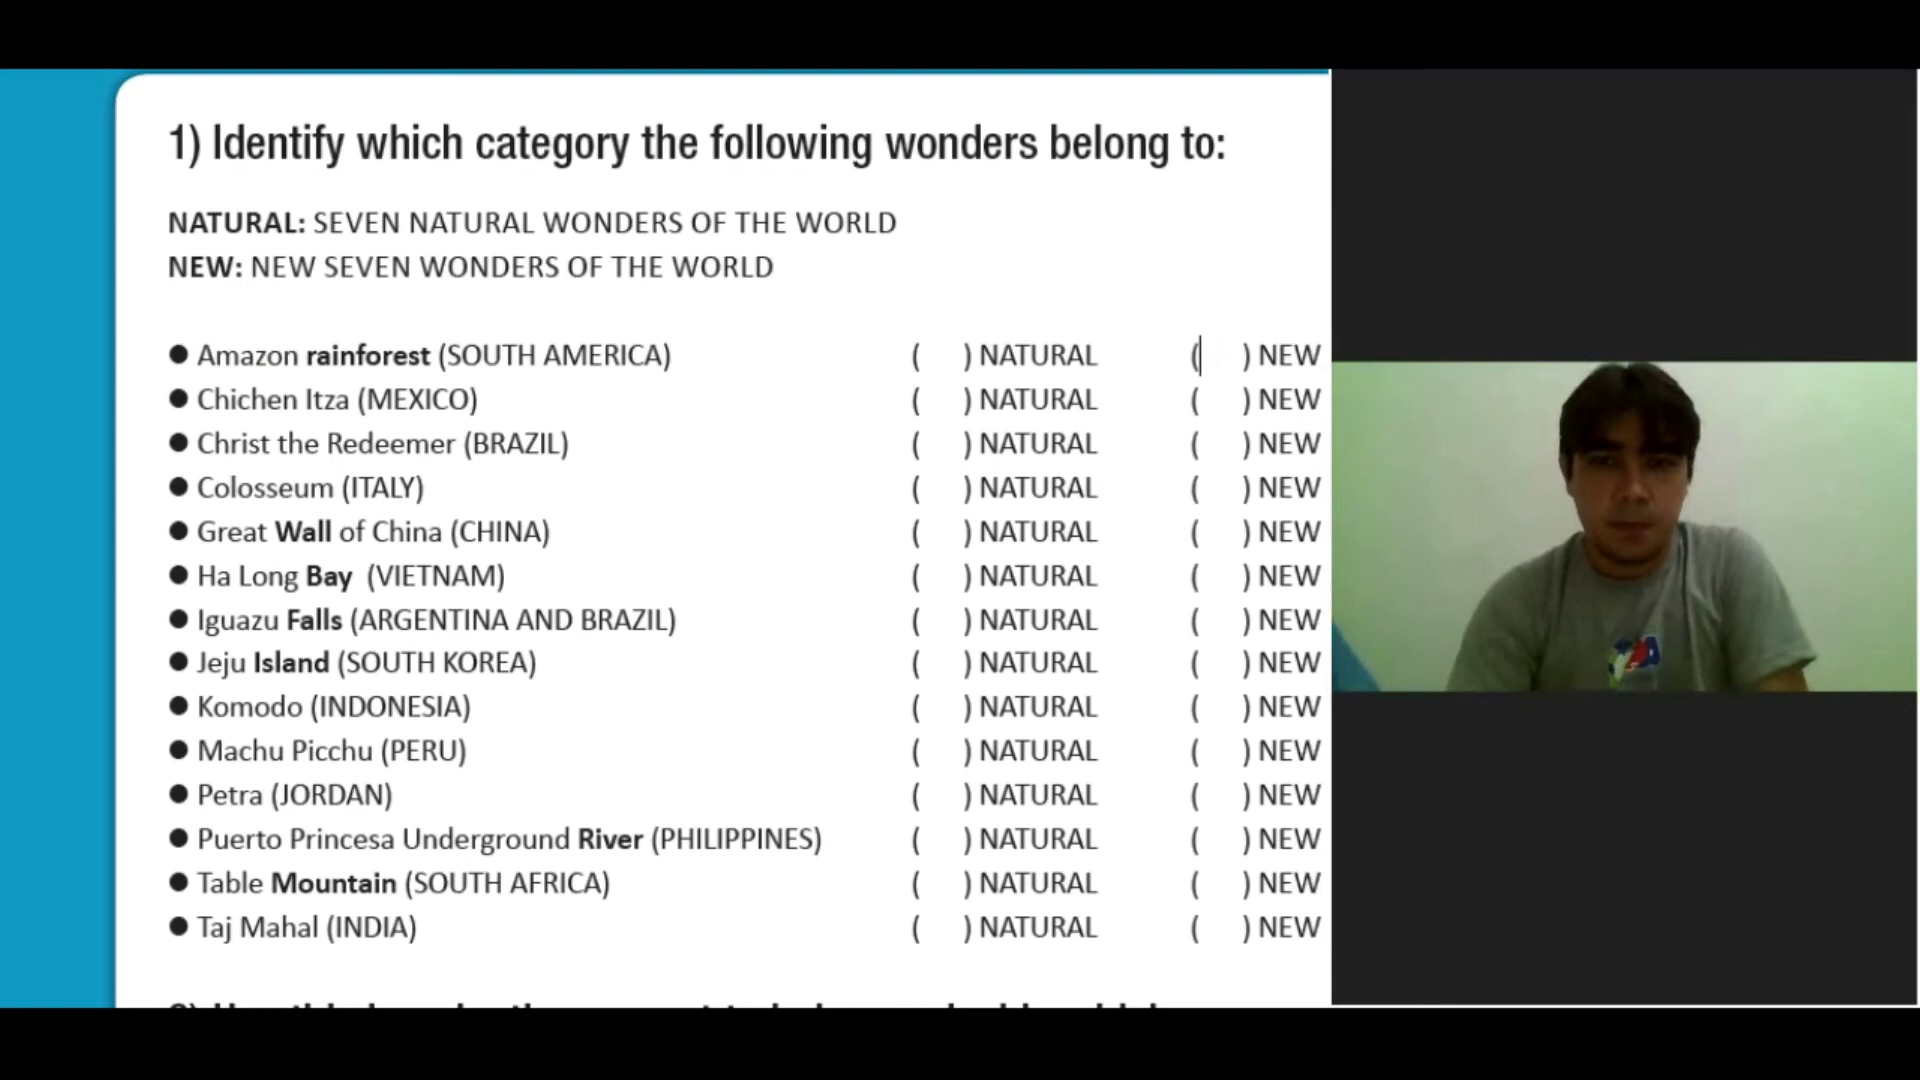 1) Identify which category the following wonders belong to:
NATURAL: SEVEN NATURAL WONDERS OF THE WORLD
NEW: NEW SEVEN WONDERS OF THE WORLD
● Amazon rainforest (SOUTH AMERICA) ( ) NATURAL ( ) NEW
● Chichen Itza (MEXICO) ( ) NATURAL ( ) NEW
● Christ the Redeemer (BRAZIL) ( ) NATURAL ( ) NEW
● Colosseum (ITALY) ( ) NATURAL ( ) NEW
● Great Wall of China (CHINA) ( ) NATURAL ( ) NEW
● Ha Long Bay (VIETNAM) ( ) NATURAL ( ) NEW
● Iguazu Falls (ARGENTINA AND BRAZIL) ( ) NATURAL ( ) NEW
● Jeju Island (SOUTH KOREA) ( ) NATURAL ( ) NEW
● Komodo (INDONESIA) ( ) NATURAL ( ) NEW
● Machu Picchu (PERU) ( ) NATURAL ( ) NEW
● Petra (JORDAN) ( ) NATURAL ( ) NEW
● Puerto Princesa Underground River (PHILIPPINES) ( ) NATURAL ( ) NEW
● Table Mountain (SOUTH AFRICA) ( ) NATURAL ( ) NEW
● Taj Mahal (INDIA) ( ) NATURAL ( ) NEW